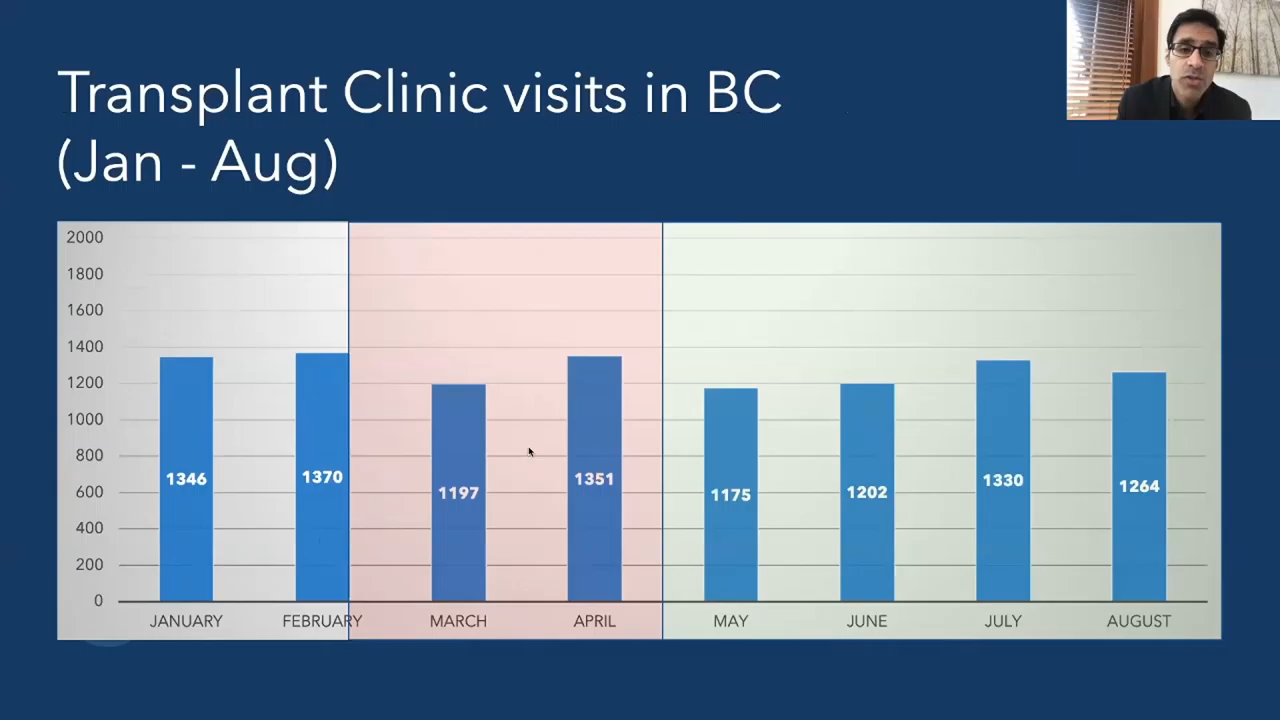 Transplant Clinic visits in BC
(Jan - Aug)
2000
1800
1600
1400
1200
1000
800
600
400
200
0
1346
1370
1197
1351
1175
1202
1330
1264
JANUARY
FEBRUARY
MARCH
APRIL
MAY
JUNE
JULY
AUGUST